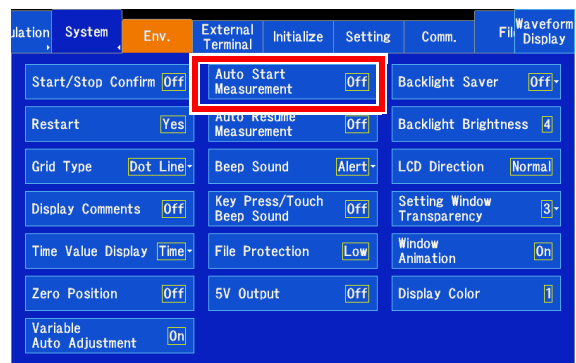 ulation
System
Env.
External
Terminal
Initialize
Setting
Comm.
Fil
Waveform
Display
Start/Stop Confirm Off
Auto Start
Measurement Off
Backlight Saver Off
Restart Yes
Auto Resume
Measurement Off
Backlight Brightness 4
Grid Type Dot Line
Beep Sound Alert
LCD Direction Normal
Display Comments Off
Key Press/Touch
Beep Sound Off
Setting Window
Transparency 3
Time Value Display Time
File Protection Low
Window
Animation On
Zero Position Off
5V Output Off
Display Color 1
Variable
Auto Adjustment On